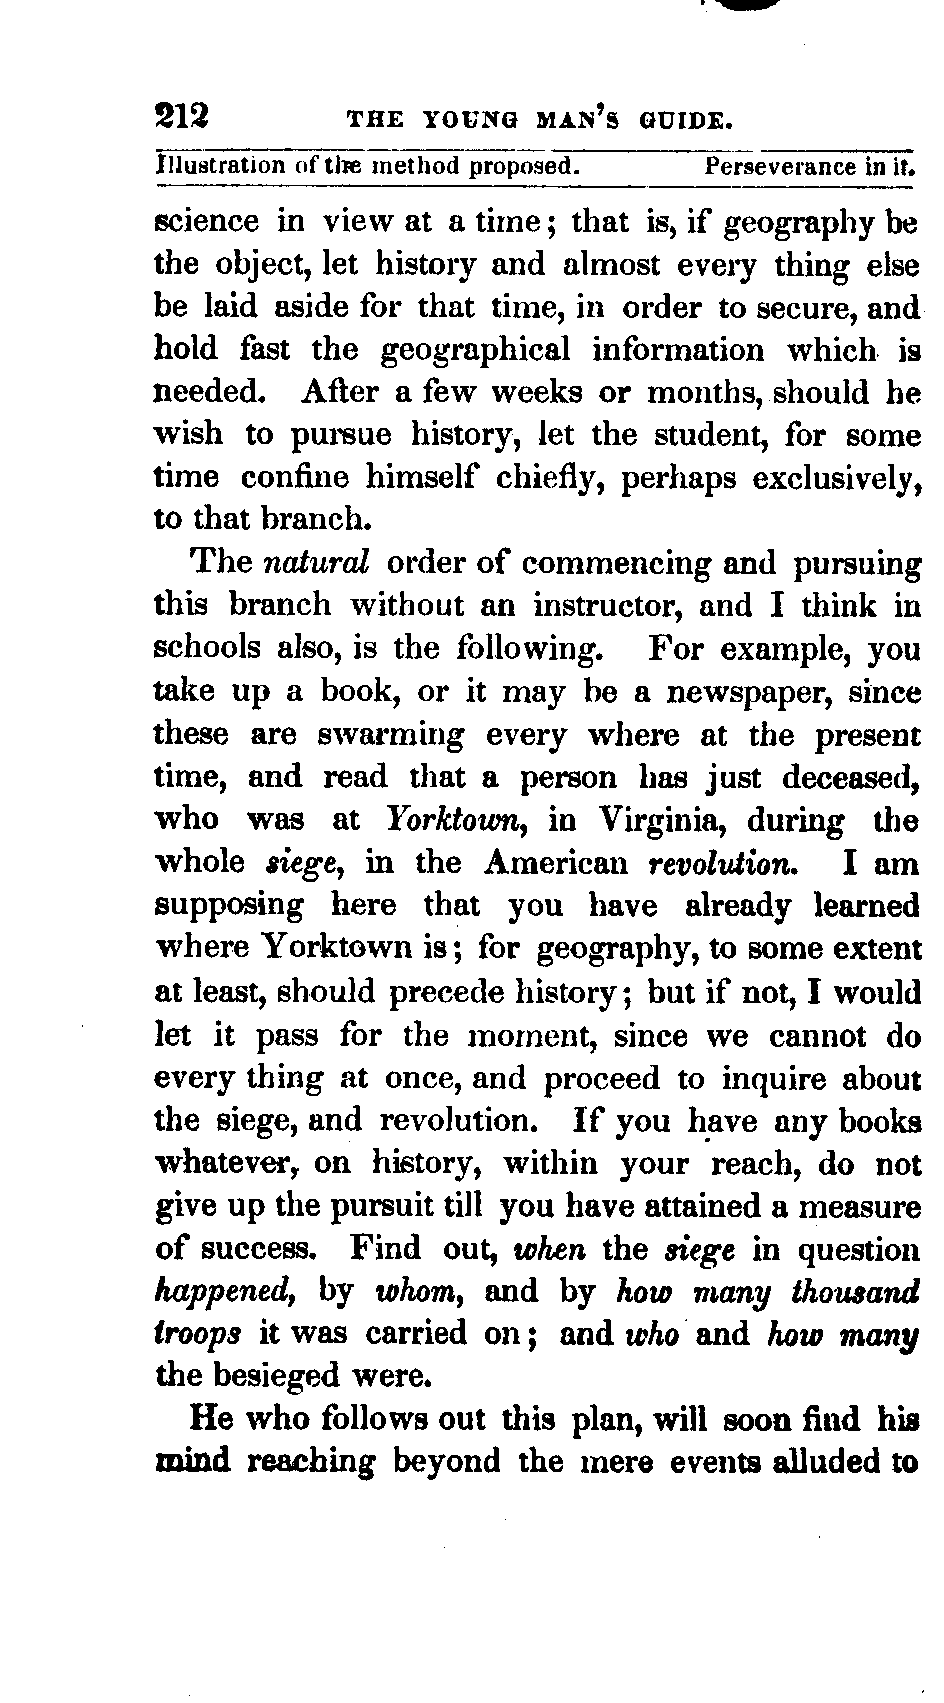 212 THE YOUNG MAN'S GUIDE.
Illustration of the method proposed. Perseverance in it.
science in view at a time; that is, if geography be
the object, let history and almost every thing else
be laid aside for that time, in order to secure, and
hold fast the geographical information which is
needed. After a few weeks or months, should he
wish to pursue history, let the student, for some
time confine himself chiefly, perhaps exclusively,
to that branch.
The natural order of commencing and pursuing
this branch without an instructor, and I think in
schools also, is the following. For example, you
take up a book, or it may be a newspaper, since
these are swarming every where at the present
time, and read that a person has just deceased,
who was at Yorktown, in Virginia, during the
whole siege, in the American revolution. I am
supposing here that you have already learned
where Yorktown is; for geography, to some extent
at least, should precede history; but if not, I would
let it pass for the moment, since we cannot do
every thing at once, and proceed to inquire about
the siege, and revolution. If you have any books
whatever, on history, within your reach, do not
give up the pursuit till you have attained a measure
of success. Find out, when the siege in question
happened, by whom, and by how many thousand
troops it was carried on; and who and how many
the besieged were.
He who follows out this plan, will soon find his
mind reaching beyond the mere events alluded to